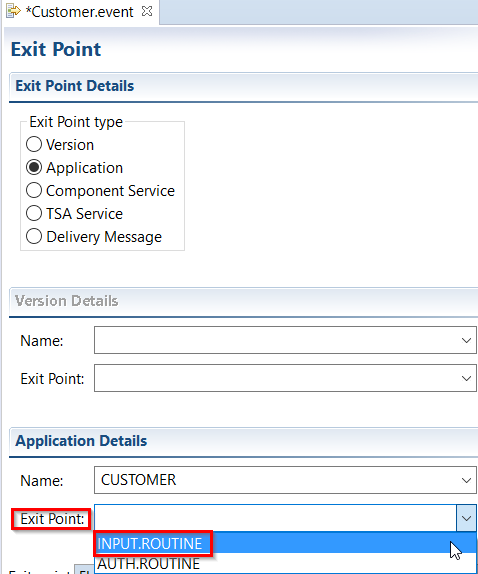 *Customer.event
Exit Point
Exit Point Details
Exit Point type
Version
Application
Component Service
TSA Service
Delivery Message
Version Details
Name:
Exit Point:
Application Details
Name: CUSTOMER
Exit Point:
INPUT.ROUTINE
AUTH.ROUTINE